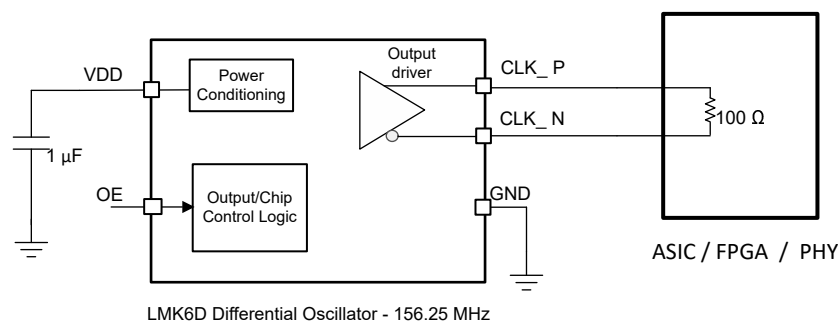 VDD
Power
Conditioning
Output
driver
CLK_ P
100 Ω
CLK_ N
1 µF
OE
Output/Chip
Control Logic
GND
ASIC / FPGA / PHY
LMK6D Differential Oscillator - 156.25 MHz